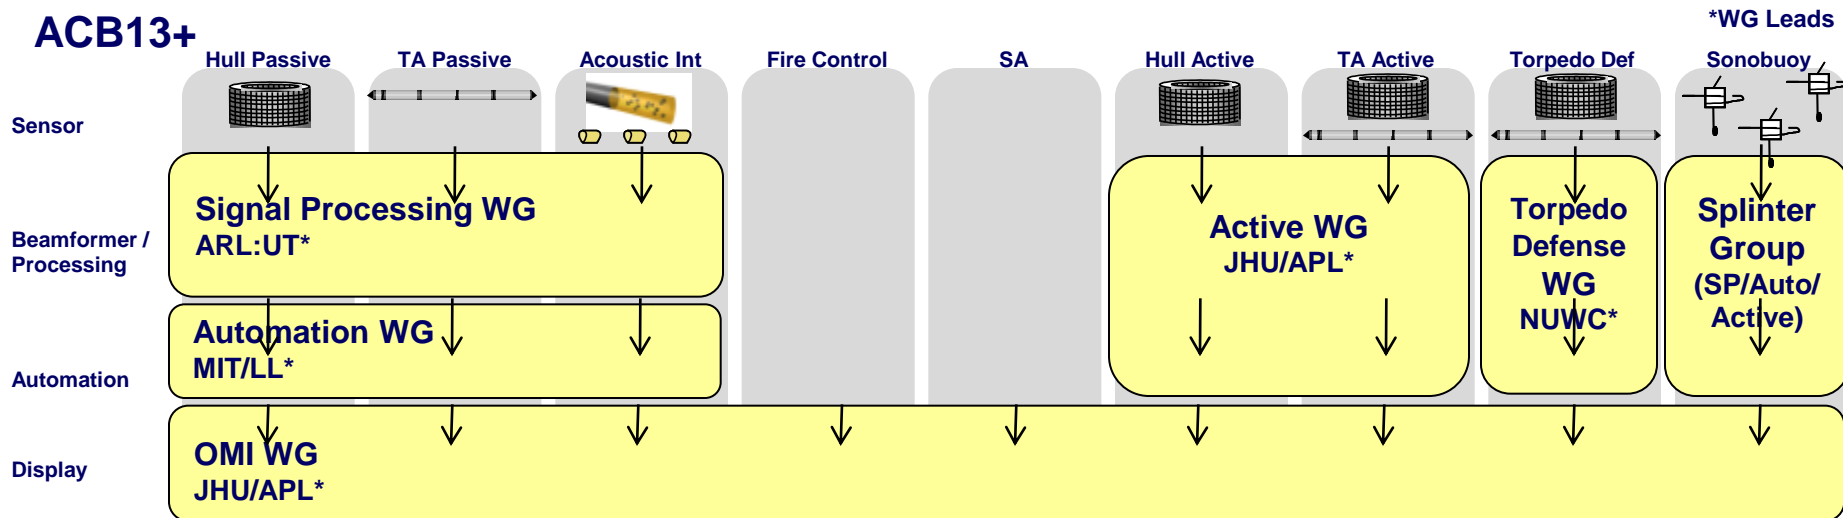 ACB13+
*WG Leads
Hull Passive
TA Passive
Acoustic Int
Fire Control
SA
Hull Active
TA Active
Torpedo Def
Sonobuoy
Sensor
Beamformer /
Processing
Signal Processing WG
ARL:UT*
Active WG
JHU/APL*
Torpedo
Defense
WG
NUWC*
Splinter
Group
(SP/Auto/
Active)
Automation
Automation WG
MIT/LL*
Display
OMI WG
JHU/APL*